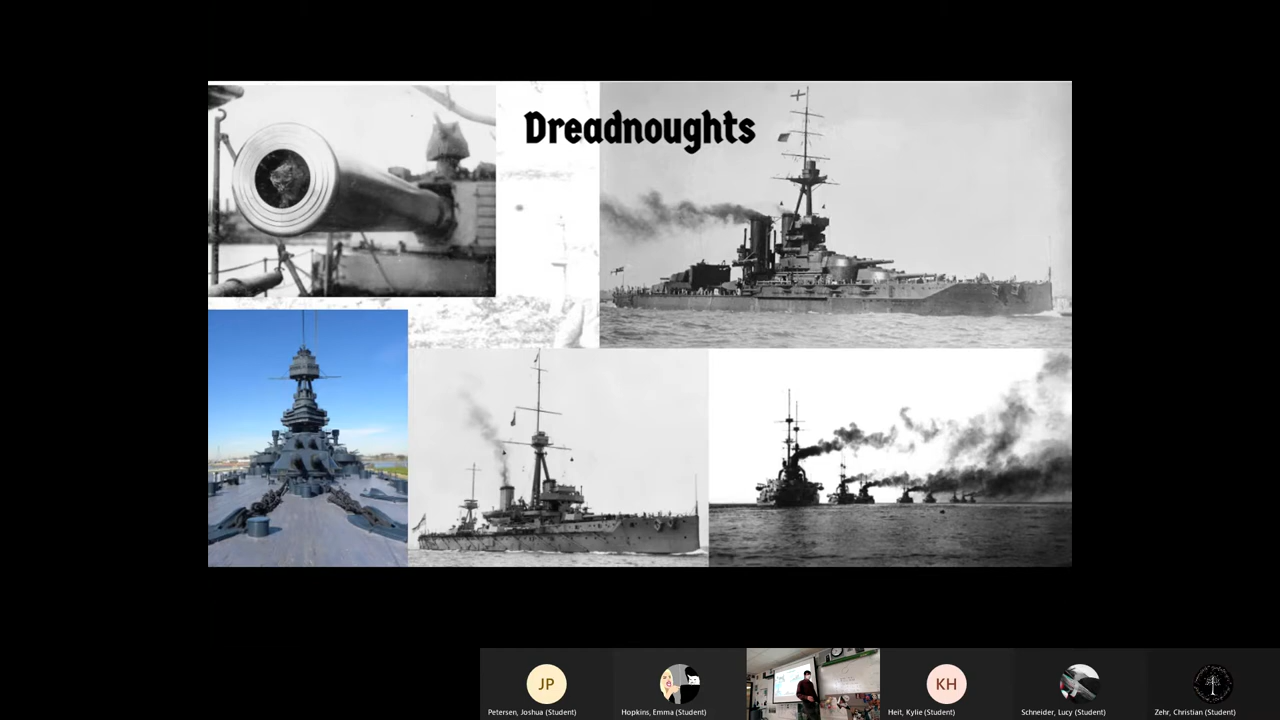 Dreadnoughts
JP
KH
Petersen, Joshua (Student)
Hopkins, Emma (Student)
Heit, Kylie (Student)
Schneider, Lucy (Student)
Zehr, Christian (Student)